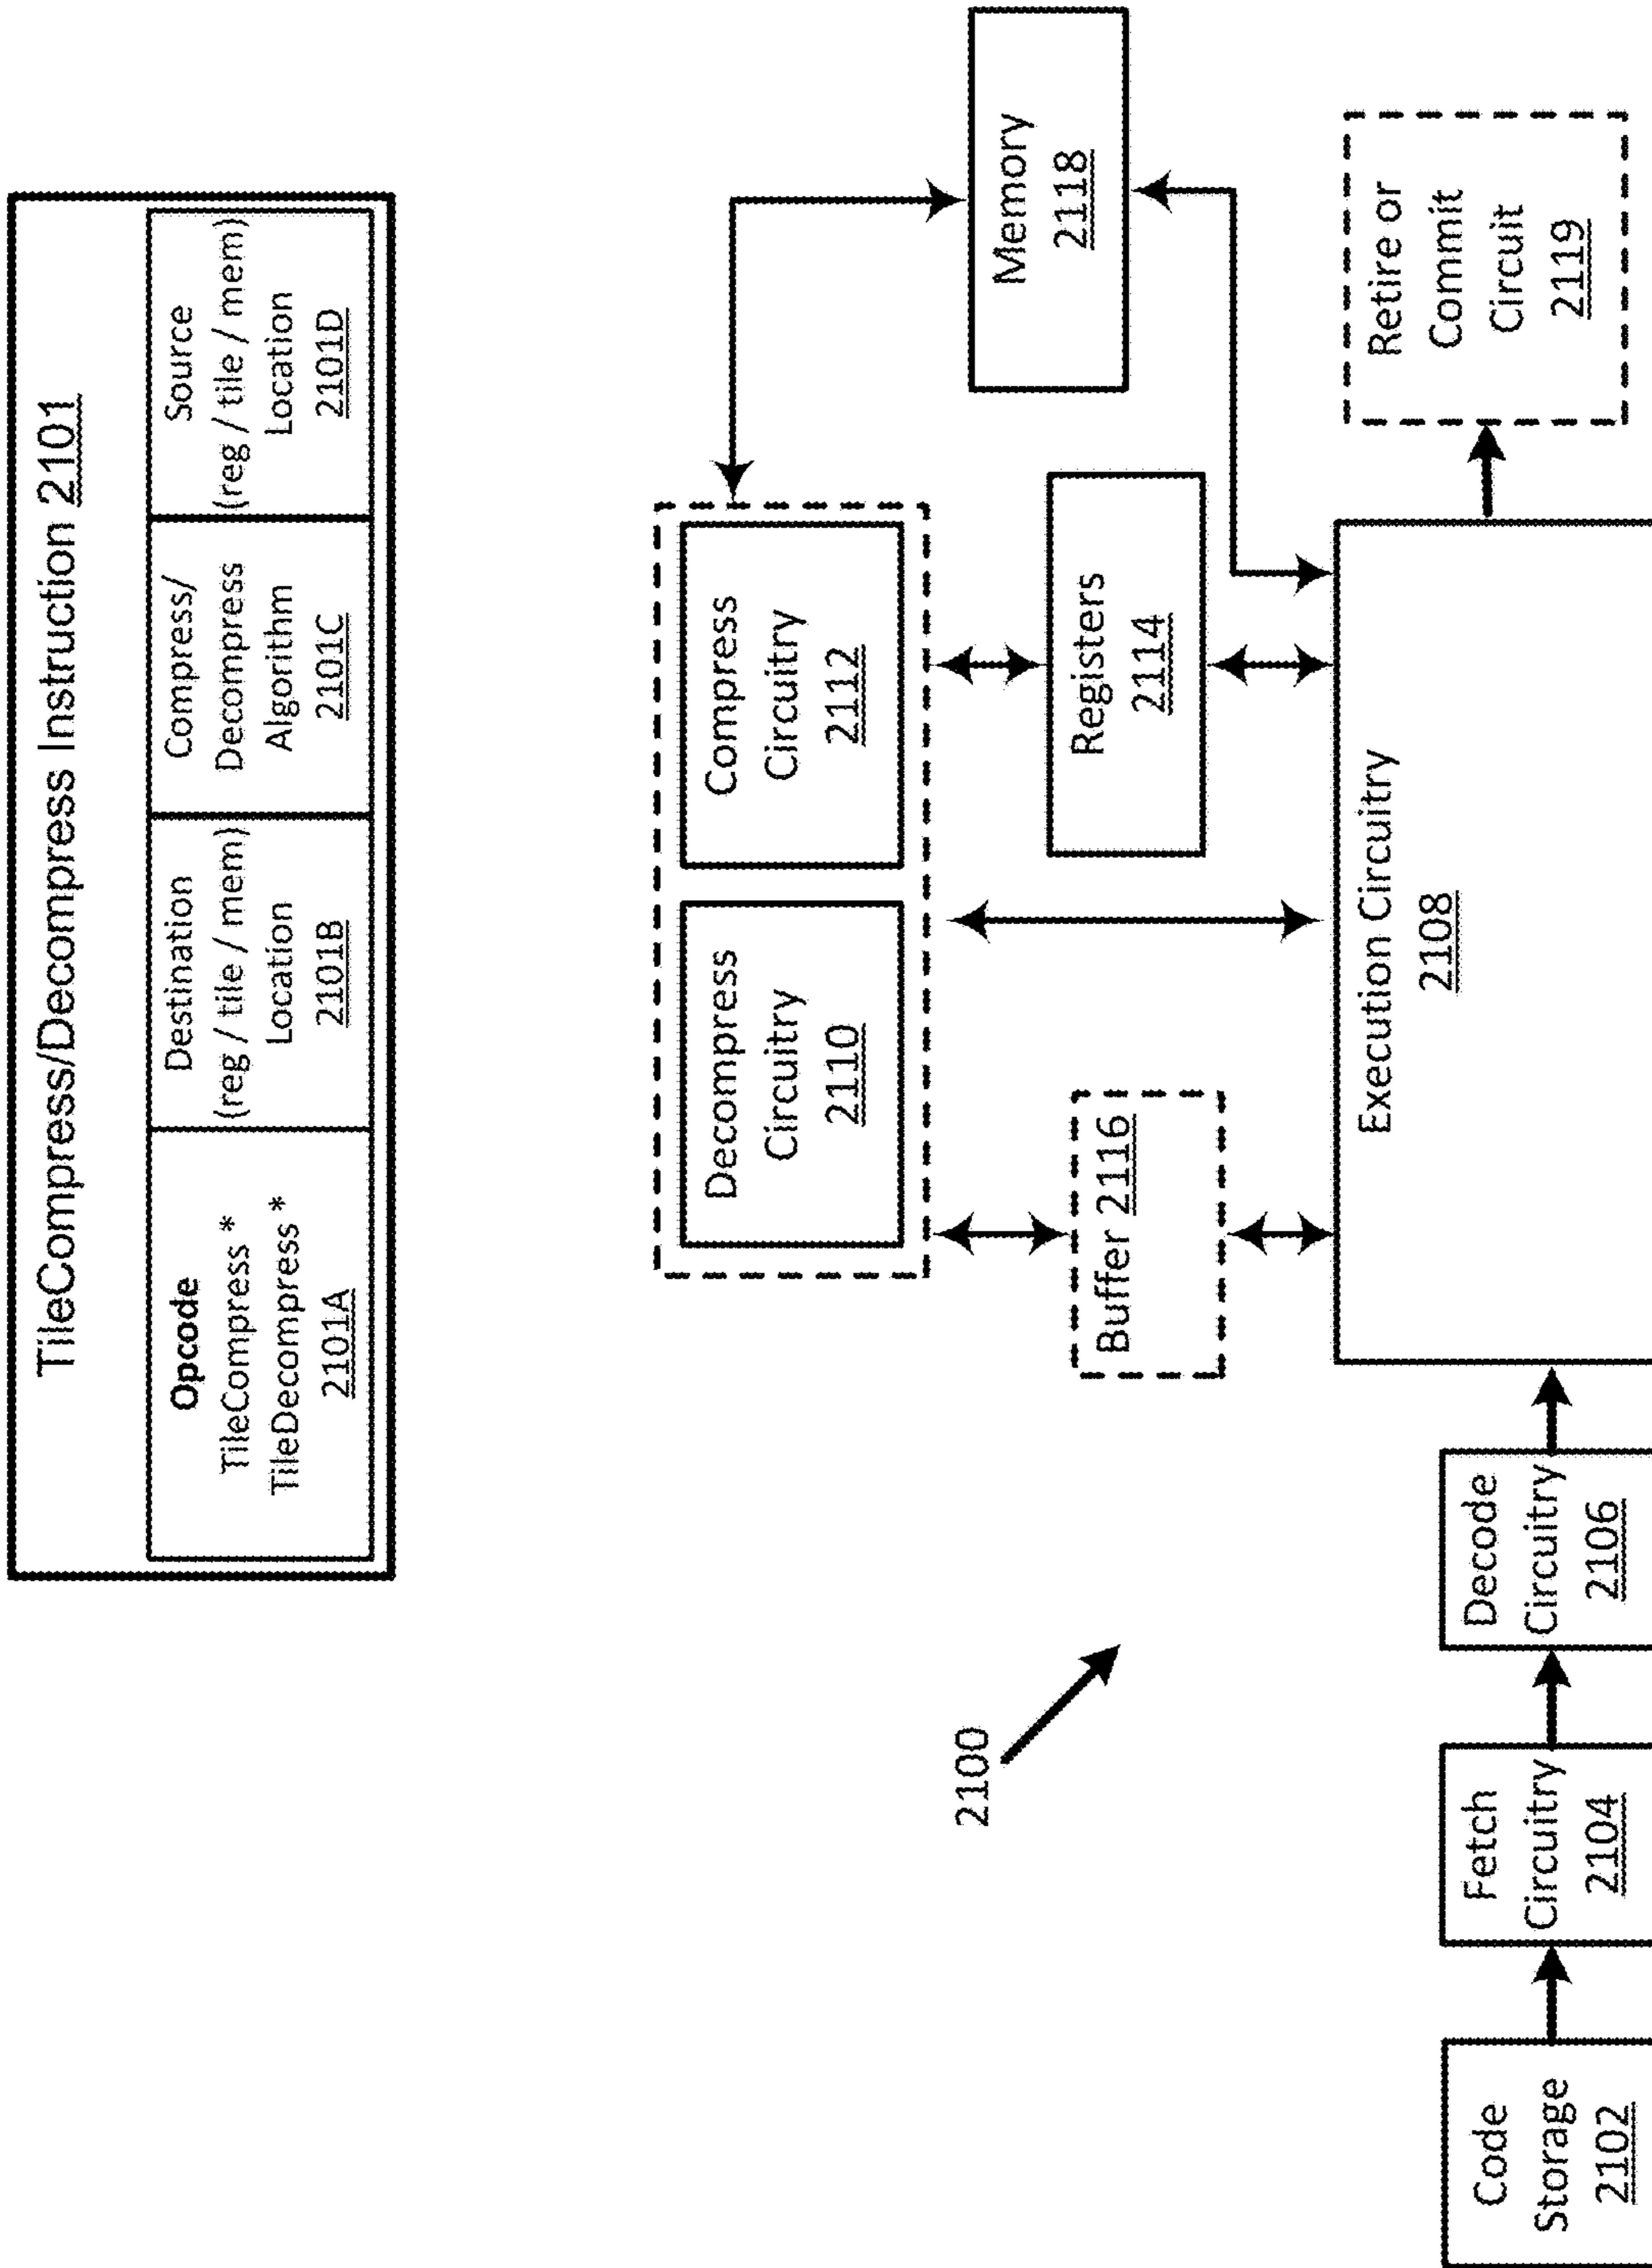 TileCompress/Decompress Instruction 2101
Opcode
TileCompress *
TileDecompress *
2101A
Destination
(reg / tile / mem)
Location
2101B
Compress/
Decompress
Algorithm
2101C
Source
(reg / tile / mem)
Location
2101D
Decompress
Circuitry
2110
Compress
Circuitry
2112
Memory
2118
2100
Buffer 2116
Registers
2114
Code
Storage
2102
Fetch
Circuitry
2104
Decode
Circuitry
2106
Execution Circuitry
2108
Retire or
Commit
Circuit
2119